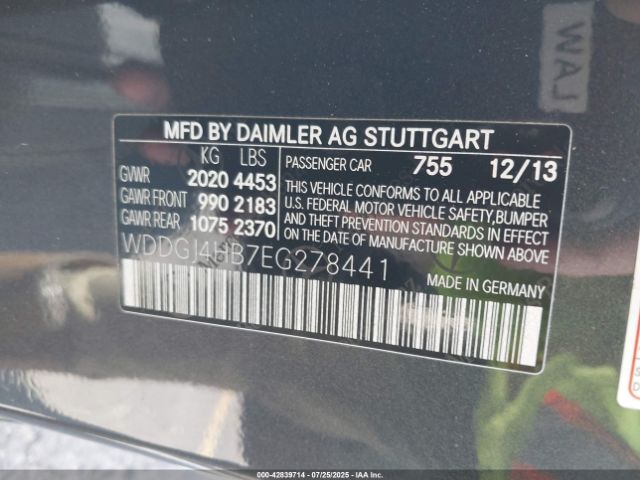 WAJ
MFD BY DAIMLER AG STUTTGART
KG LBS
GVWR 2020 4453
GAWR FRONT 990 2183
GAWR REAR 1075 2370
PASSENGER CAR 755 12/13
THIS VEHICLE CONFORMS TO ALL APPLICABLE
U.S. FEDERAL MOTOR VEHICLE SAFETY,BUMPER
AND THEFT PREVENTION STANDARDS IN EFFECT
ON THE DATE OF MANUFACTURE SHOWN ABOVE
WDDGJ4HB7EG278441
MADE IN GERMANY
000-42839714 - 07/25/2025 - IAAI